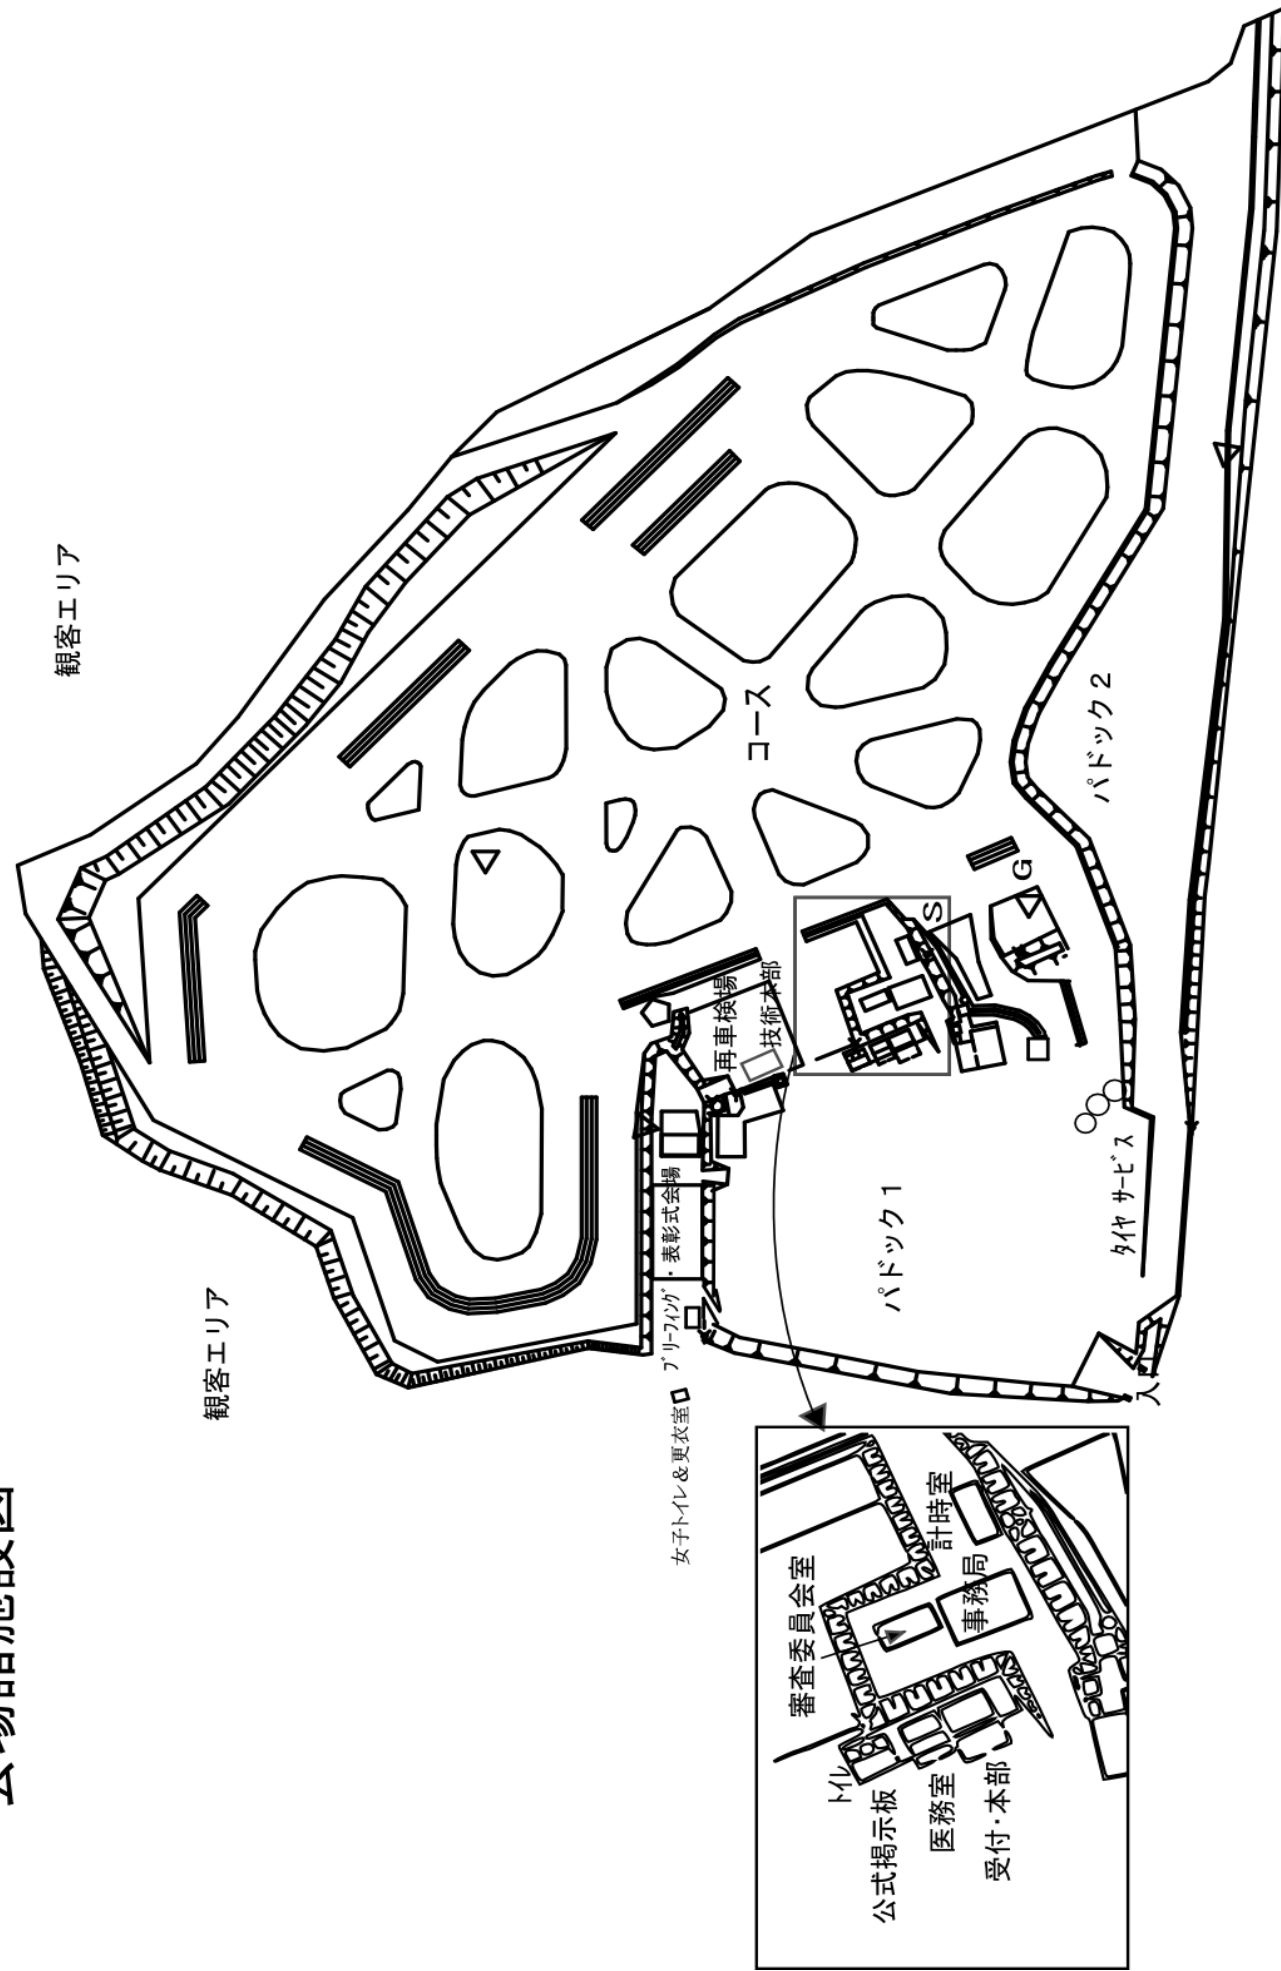 会場諸施設図
観客エリア
観客エリア
コース
再車検場
技術本部
S
G
パドック2
パドック1
タイヤ サービス
ブリーフィング・表彰式会場
女子トイレ&更衣室
審査委員会室
計時室
事務局
トイレ
公式掲示板
医務室
受付・本部